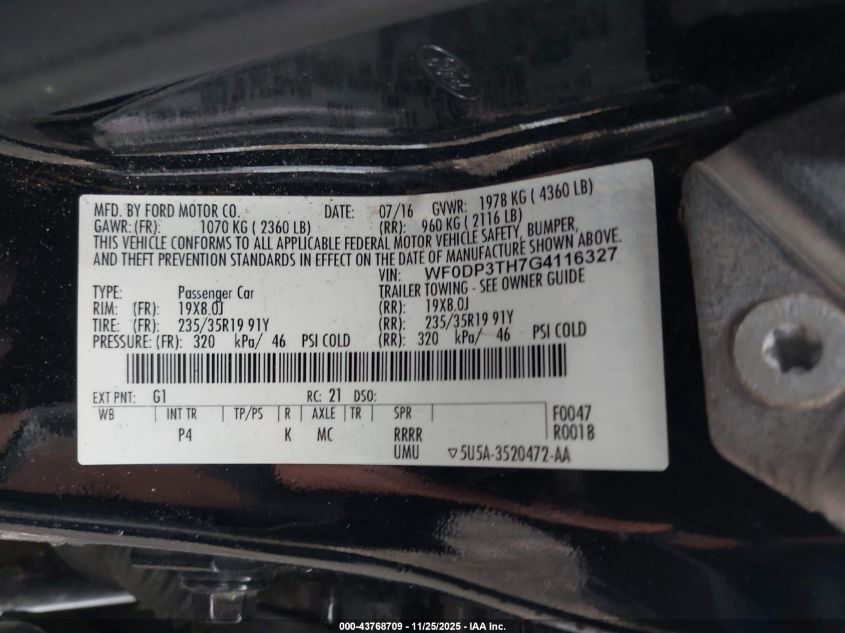 Ford
MFD. BY FORD MOTOR CO. DATE: 07/16 GVWR: 1978 KG ( 4360 LB)
GAWR: (FR): 1070 KG ( 2360 LB) (RR): 960 KG ( 2116 LB)
THIS VEHICLE CONFORMS TO ALL APPLICABLE FEDERAL MOTOR VEHICLE SAFETY, BUMPER,
AND THEFT PREVENTION STANDARDS IN EFFECT ON THE DATE OF MANUFACTURE SHOWN ABOVE.
VIN: WF0DP3TH7G4116327
TYPE: Passenger Car TRAILER TOWING - SEE OWNER GUIDE
RIM: (FR): 19X8.0J (RR): 19X8.0J
TIRE: (FR): 235/35R19 91Y (RR): 235/35R19 91Y
PRESSURE: (FR): 320 kPa/ 46 PSI COLD (RR): 320 kPa/ 46 PSI COLD
EXT PNT: G1 RC: 21 DSO:
WB INT TR TP/PS R AXLE TR SPR F0047
P4 K MC RRRR R001B
UMU ▽5U5A-3520472-AA
000-43768709 - 11/25/2025 - IAA Inc.